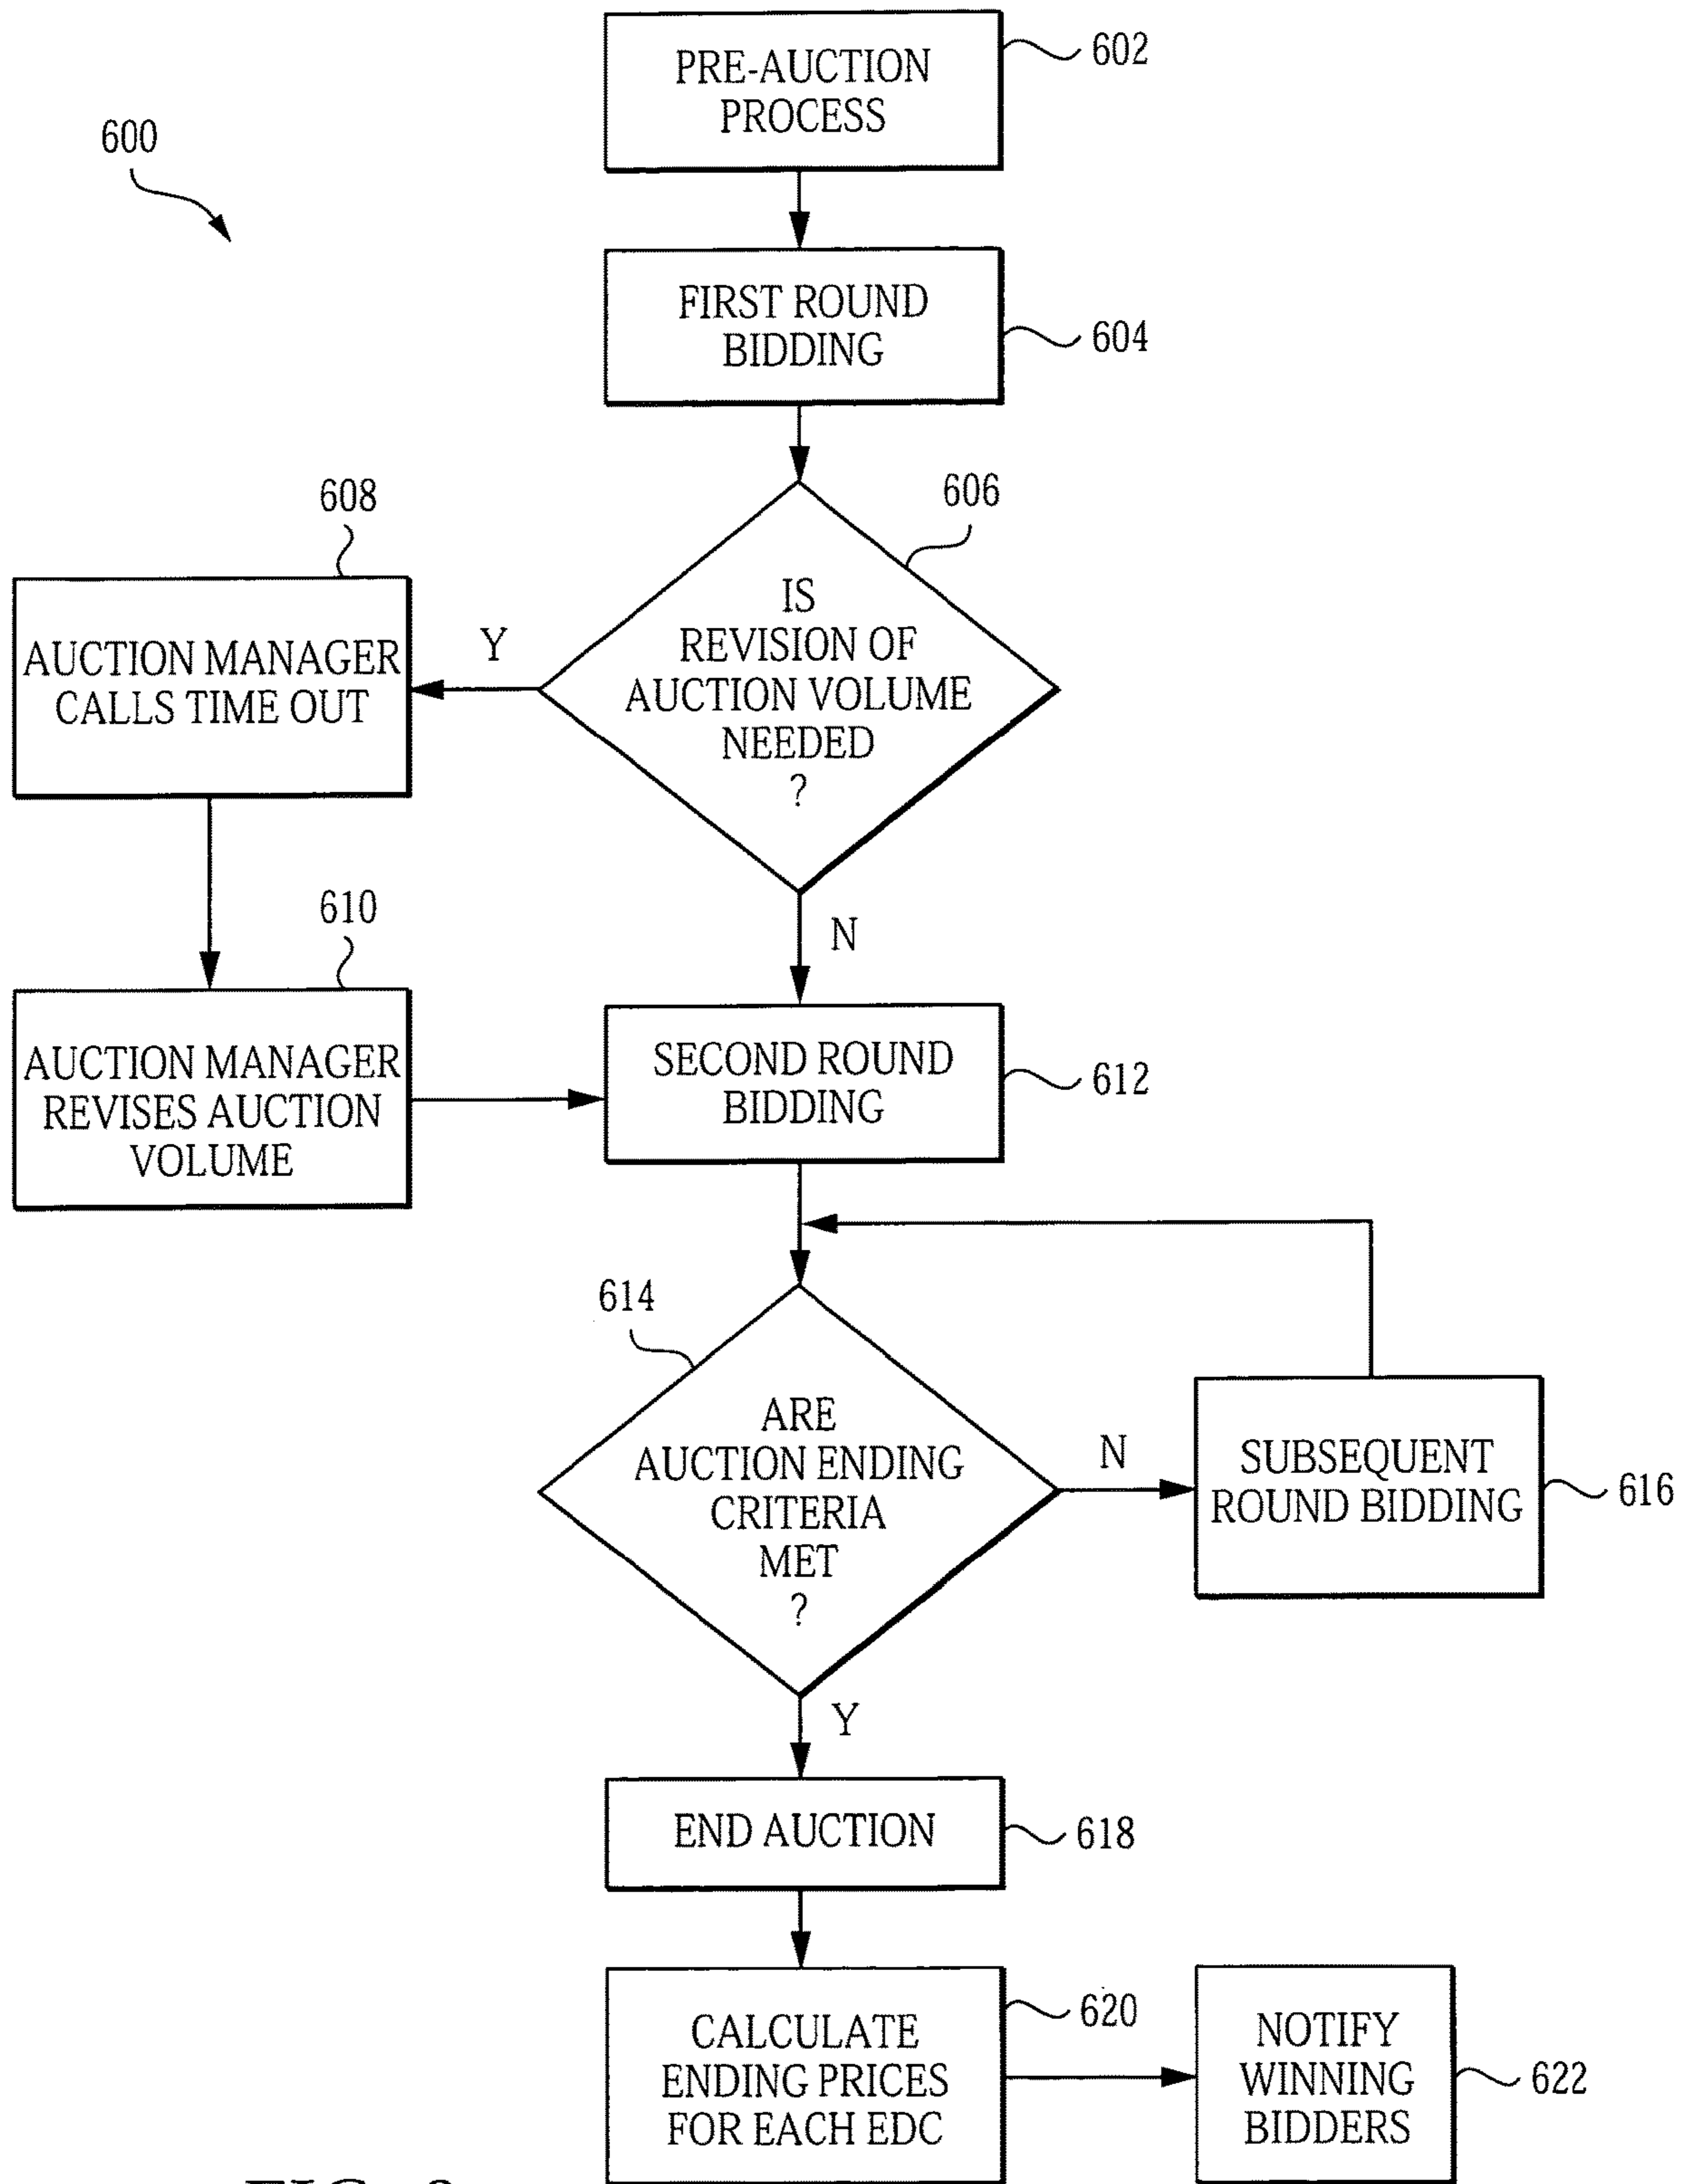 PRE-AUCTION
PROCESS
602
600
FIRST ROUND
BIDDING
604
606
608
IS
REVISION OF
AUCTION VOLUME
NEEDED
?
Y
AUCTION MANAGER
CALLS TIME OUT
N
610
AUCTION MANAGER
REVISES AUCTION
VOLUME
SECOND ROUND
BIDDING
612
614
ARE
AUCTION ENDING
CRITERIA
MET
?
N
SUBSEQUENT
ROUND BIDDING
616
Y
END AUCTION
618
CALCULATE
ENDING PRICES
FOR EACH EDC
620
NOTIFY
WINNING
BIDDERS
622